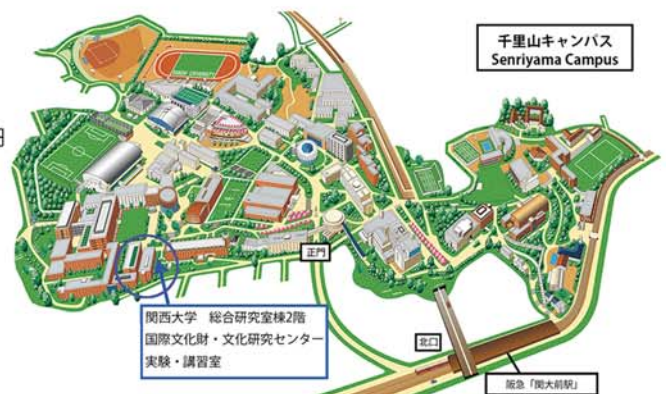 千里山キャンパス
Senriyama Campus
円
正門
関西大学 総合研究室棟2階
国際文化財・文化研究センター
実験・講習室
北口
阪急「関大前駅」